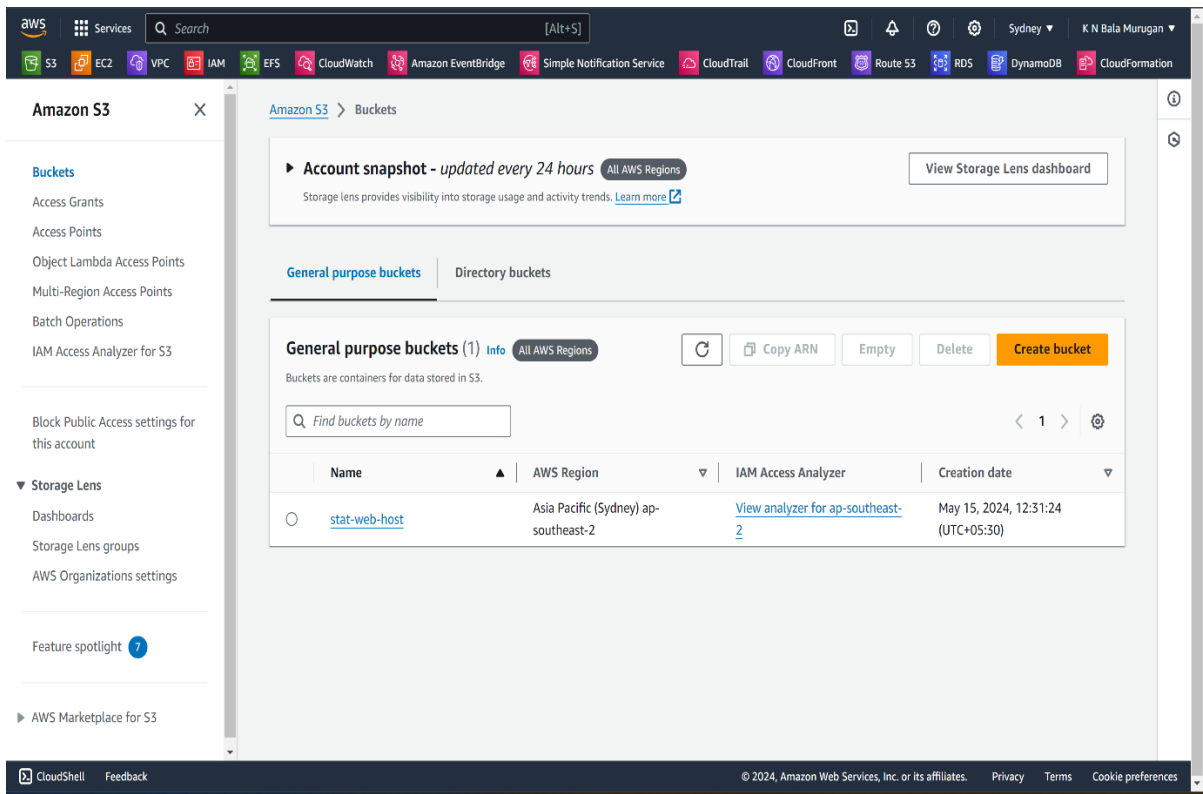 aws
Services
Search
[Alt+S]
Sydney ▼
K N Bala Murugan ▼
S3
EC2
VPC
IAM
EFS
CloudWatch
Amazon EventBridge
Simple Notification Service
CloudTrail
CloudFront
Route 53
RDS
DynamoDB
CloudFormation
Amazon S3
Buckets
Access Grants
Access Points
Object Lambda Access Points
Multi-Region Access Points
Batch Operations
IAM Access Analyzer for S3
Block Public Access settings for
this account
▼ Storage Lens
Dashboards
Storage Lens groups
AWS Organizations settings
Feature spotlight 7
▶ AWS Marketplace for S3
Amazon S3 > Buckets
▶ Account snapshot - updated every 24 hours All AWS Regions
Storage lens provides visibility into storage usage and activity trends. Learn more
View Storage Lens dashboard
General purpose buckets
Directory buckets
General purpose buckets (1) Info All AWS Regions
Buckets are containers for data stored in S3.
Copy ARN
Empty
Delete
Create bucket
Find buckets by name
< 1 >
Name
AWS Region
IAM Access Analyzer
Creation date
stat-web-host
Asia Pacific (Sydney) ap-
southeast-2
View analyzer for ap-southeast-
2
May 15, 2024, 12:31:24
(UTC+05:30)
CloudShell
Feedback
© 2024, Amazon Web Services, Inc. or its affiliates.
Privacy
Terms
Cookie preferences